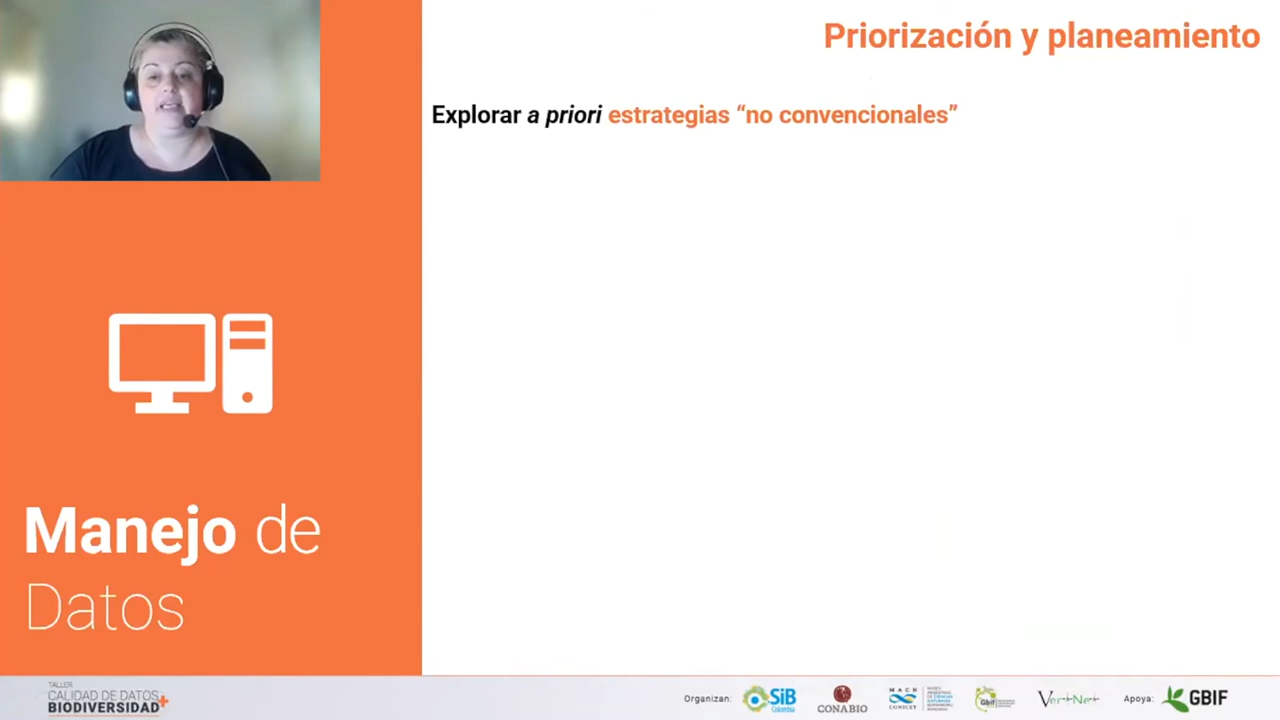 Priorización y planeamiento
Explorar a priori estrategias “no convencionales”
Manejo de
Datos
TALLER
CALIDAD DE DATOS
BIODIVERSIDAD+
Organizan:
SiB
Colombia
CONABIO
MACN
CONICET
Gbif
VertNet
Apoya:
GBIF